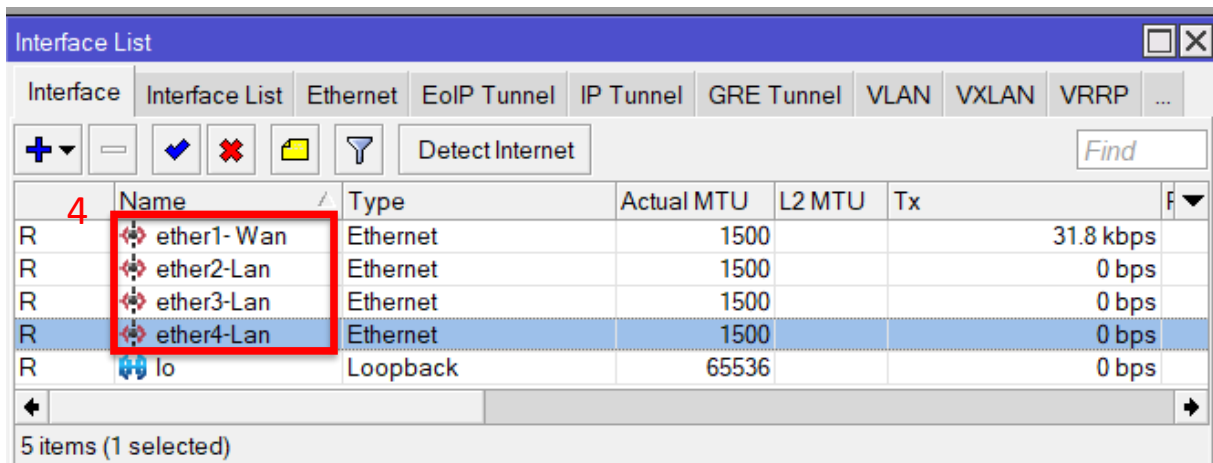 Interface List
Interface Interface List Ethernet EoIP Tunnel IP Tunnel GRE Tunnel VLAN VXLAN VRRP ...
Detect Internet Find
4 Name Type Actual MTU L2 MTU Tx
R ether1- Wan Ethernet 1500 31.8 kbps
R ether2-Lan Ethernet 1500 0 bps
R ether3-Lan Ethernet 1500 0 bps
R ether4-Lan Ethernet 1500 0 bps
R lo Loopback 65536 0 bps
5 items (1 selected)